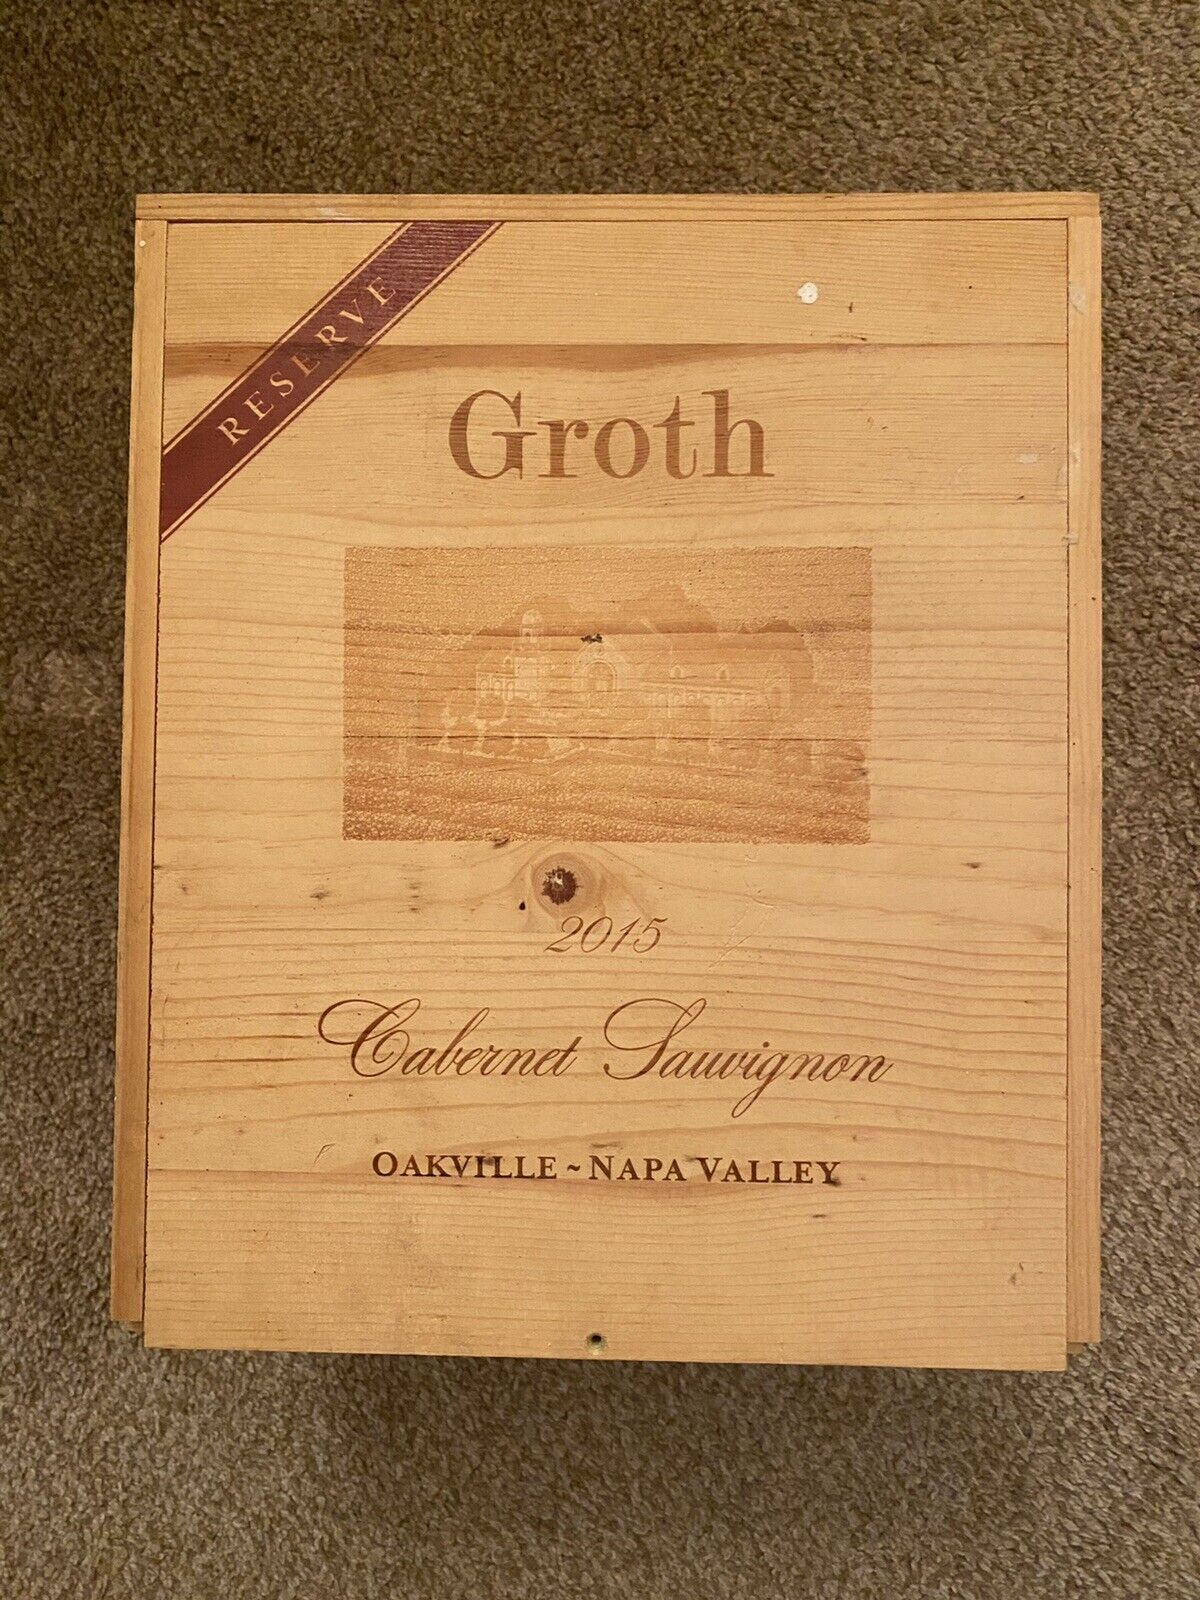 RESERVE
Groth
2015
Cabernet Sauvignon
OAKVILLE ~ NAPA VALLEY